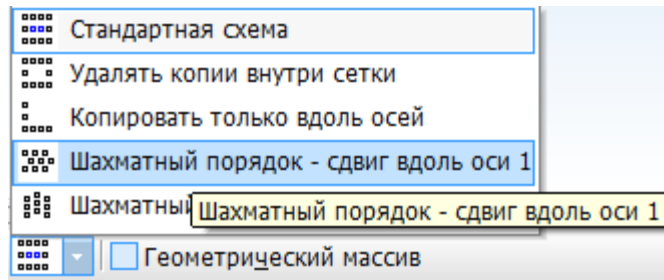 Стандартная схема
Удалять копии внутри сетки
Копировать только вдоль осей
Шахматный порядок - сдвиг вдоль оси 1
Шахматный
Шахматный порядок - сдвиг вдоль оси 1
Геометрический массив